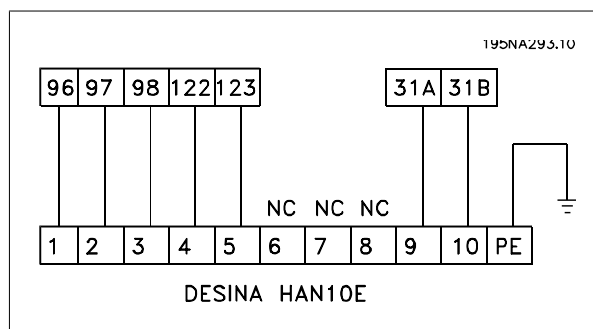 195NA293.10
96 97 98 122 123 31A 31B
NC NC NC
1 2 3 4 5 6 7 8 9 10 PE
DESINA HAN10E